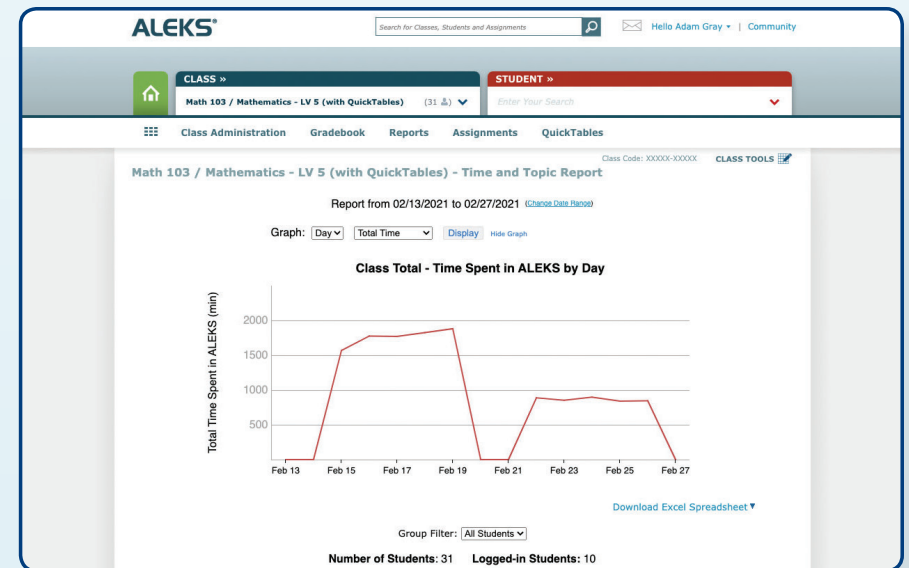 ALEKS®
Search for Classes, Students and Assignments
Hello Adam Gray | Community
CLASS »
STUDENT »
Math 103 / Mathematics - LV 5 (with QuickTables) (31)
Enter Your Search
Class Administration Gradebook Reports Assignments QuickTables
Class Code: XXXXX-XXXXX CLASS TOOLS
Math 103 / Mathematics - LV 5 (with QuickTables) - Time and Topic Report
Report from 02/13/2021 to 02/27/2021 (Change Date Range)
Graph: Day Total Time Display Hide Graph
Class Total - Time Spent in ALEKS by Day
Total Time Spent in ALEKS (min)
2000
1500
1000
500
Feb 13 Feb 15 Feb 17 Feb 19 Feb 21 Feb 23 Feb 25 Feb 27
Download Excel Spreadsheet
Group Filter: All Students
Number of Students: 31 Logged-in Students: 10